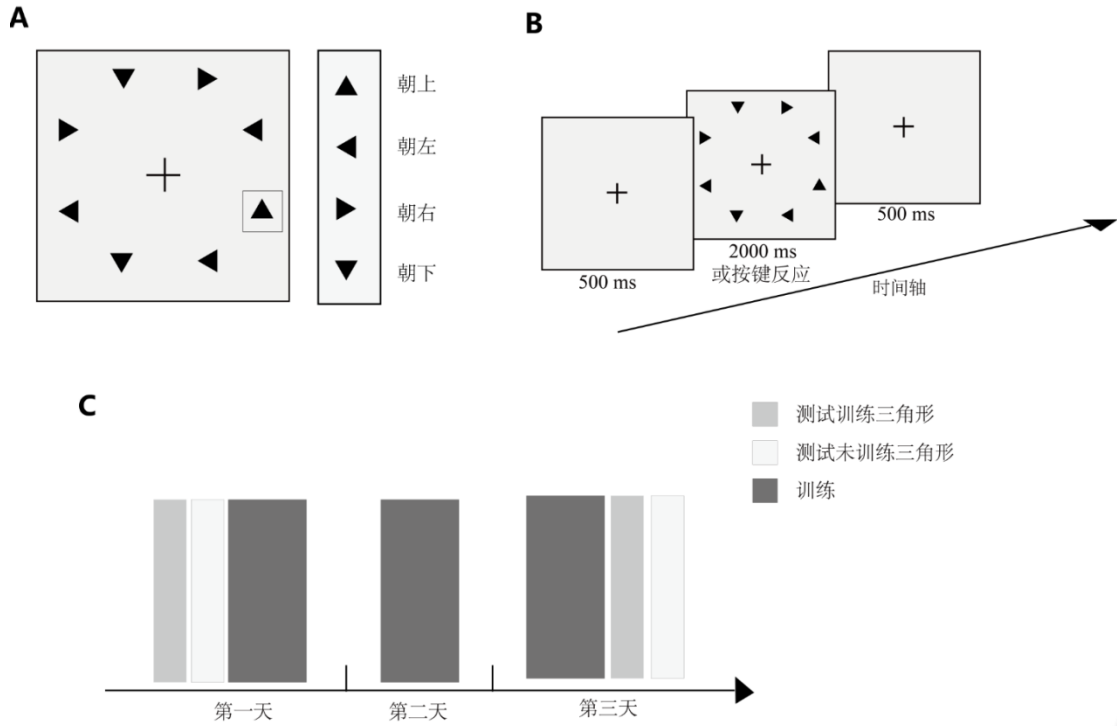 A
朝上
朝左
朝右
朝下
B
500 ms
2000 ms
或按键反应
500 ms
时间轴
C
测试训练三角形
测试未训练三角形
训练
第一天
第二天
第三天